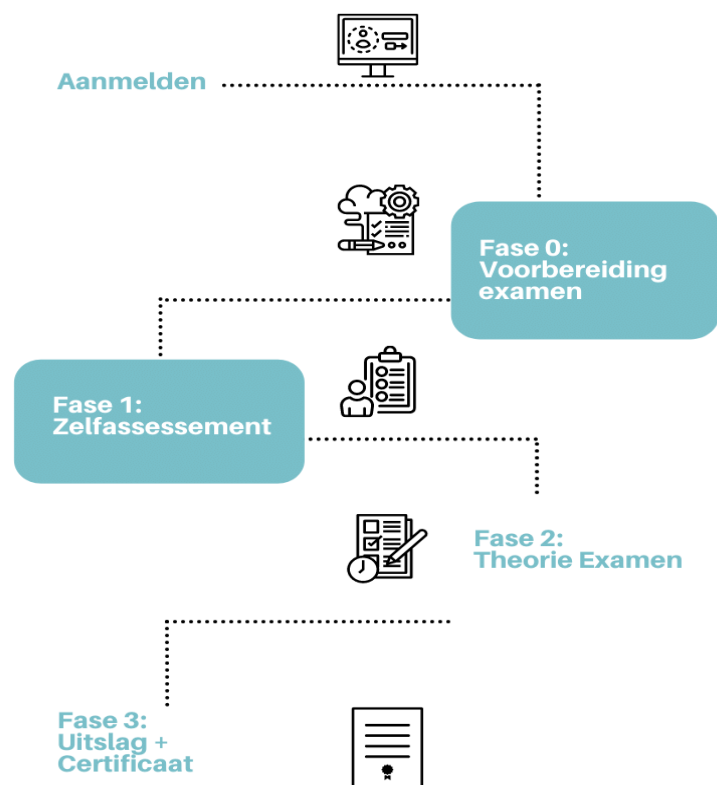 Aanmelden
Fase 0:
Voorbereiding
examen
Fase 1:
Zelfassessement
Fase 2:
Theorie Examen
Fase 3:
Uitslag +
Certificaat